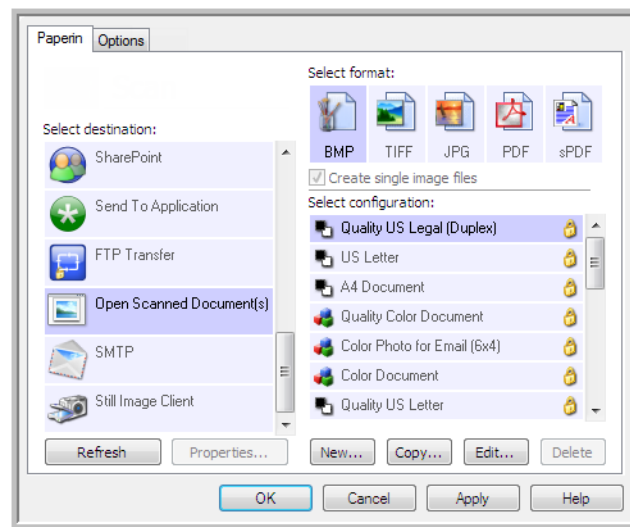 Paperin
Options
Select format:
BMP TIFF JPG PDF sPDF
Create single image files
Select destination:
SharePoint
Send To Application
FTP Transfer
Open Scanned Document(s)
SMTP
Still Image Client
Refresh Properties...
Select configuration:
Quality US Legal (Duplex)
US Letter
A4 Document
Quality Color Document
Color Photo for Email (6x4)
Color Document
Quality US Letter
New... Copy... Edit... Delete
OK Cancel Apply Help